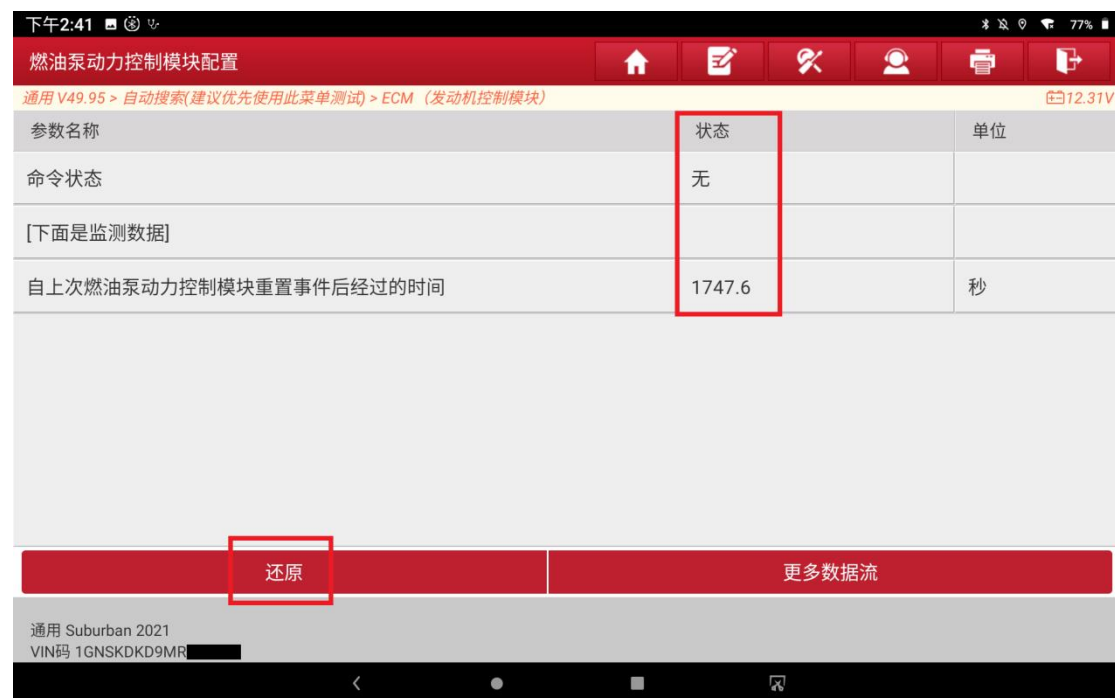 下午2:41 77%
燃油泵动力控制模块配置
通用 V49.95 > 自动搜索(建议优先使用此菜单测试) > ECM（发动机控制模块） 12.31V
参数名称 状态 单位
命令状态 无
[下面是监测数据]
自上次燃油泵动力控制模块重置事件后经过的时间 1747.6 秒
还原 更多数据流
通用 Suburban 2021
VIN码 1GNSKDKD9MR